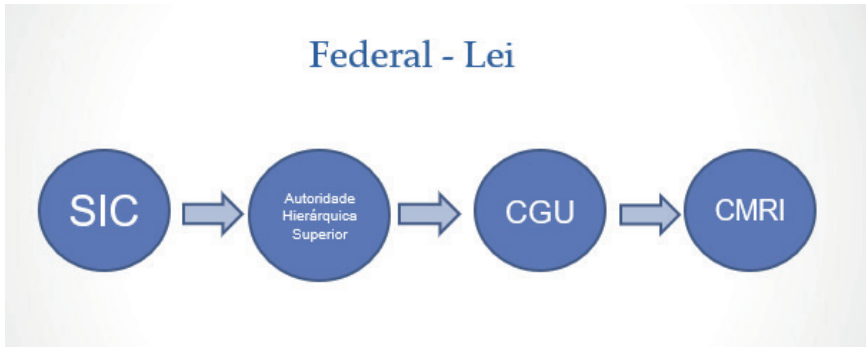 Federal - Lei
SIC
Autoridade
Hierárquica
Superior
CGU
CMRI